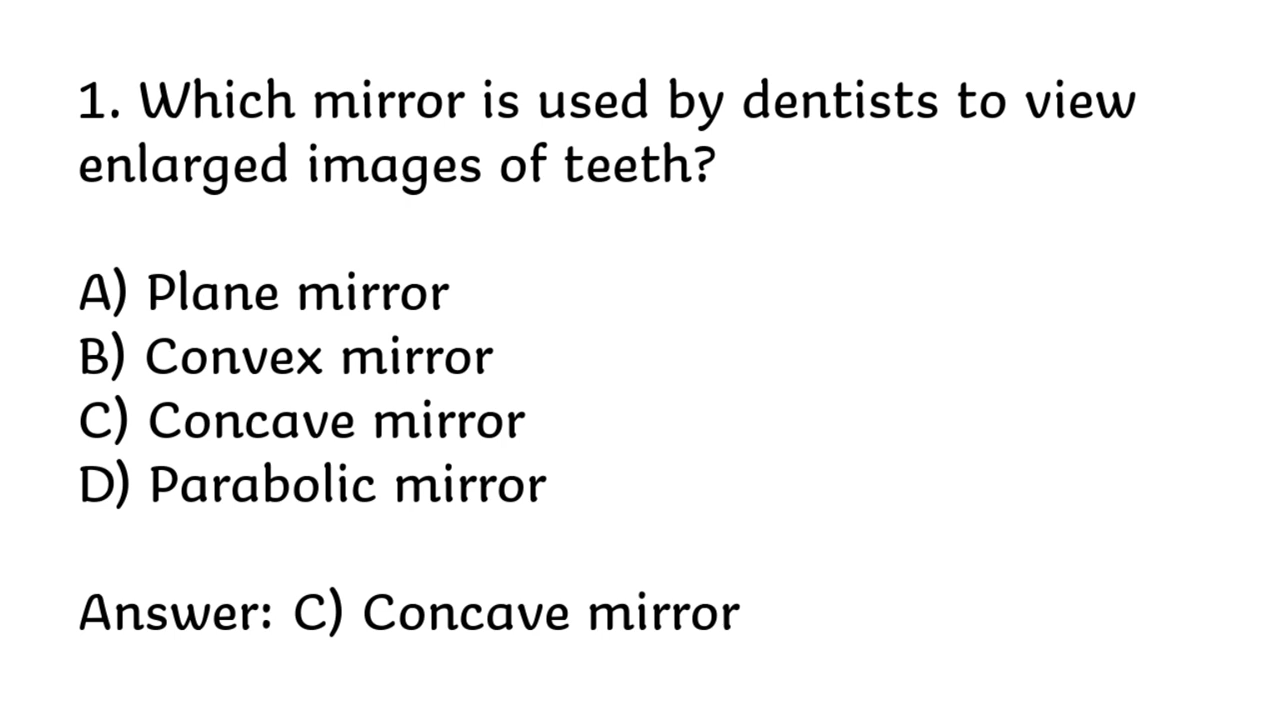 1. Which mirror is used by dentists to view
enlarged images of teeth?
A) Plane mirror
B) Convex mirror
C) Concave mirror
D) Parabolic mirror
Answer: C) Concave mirror